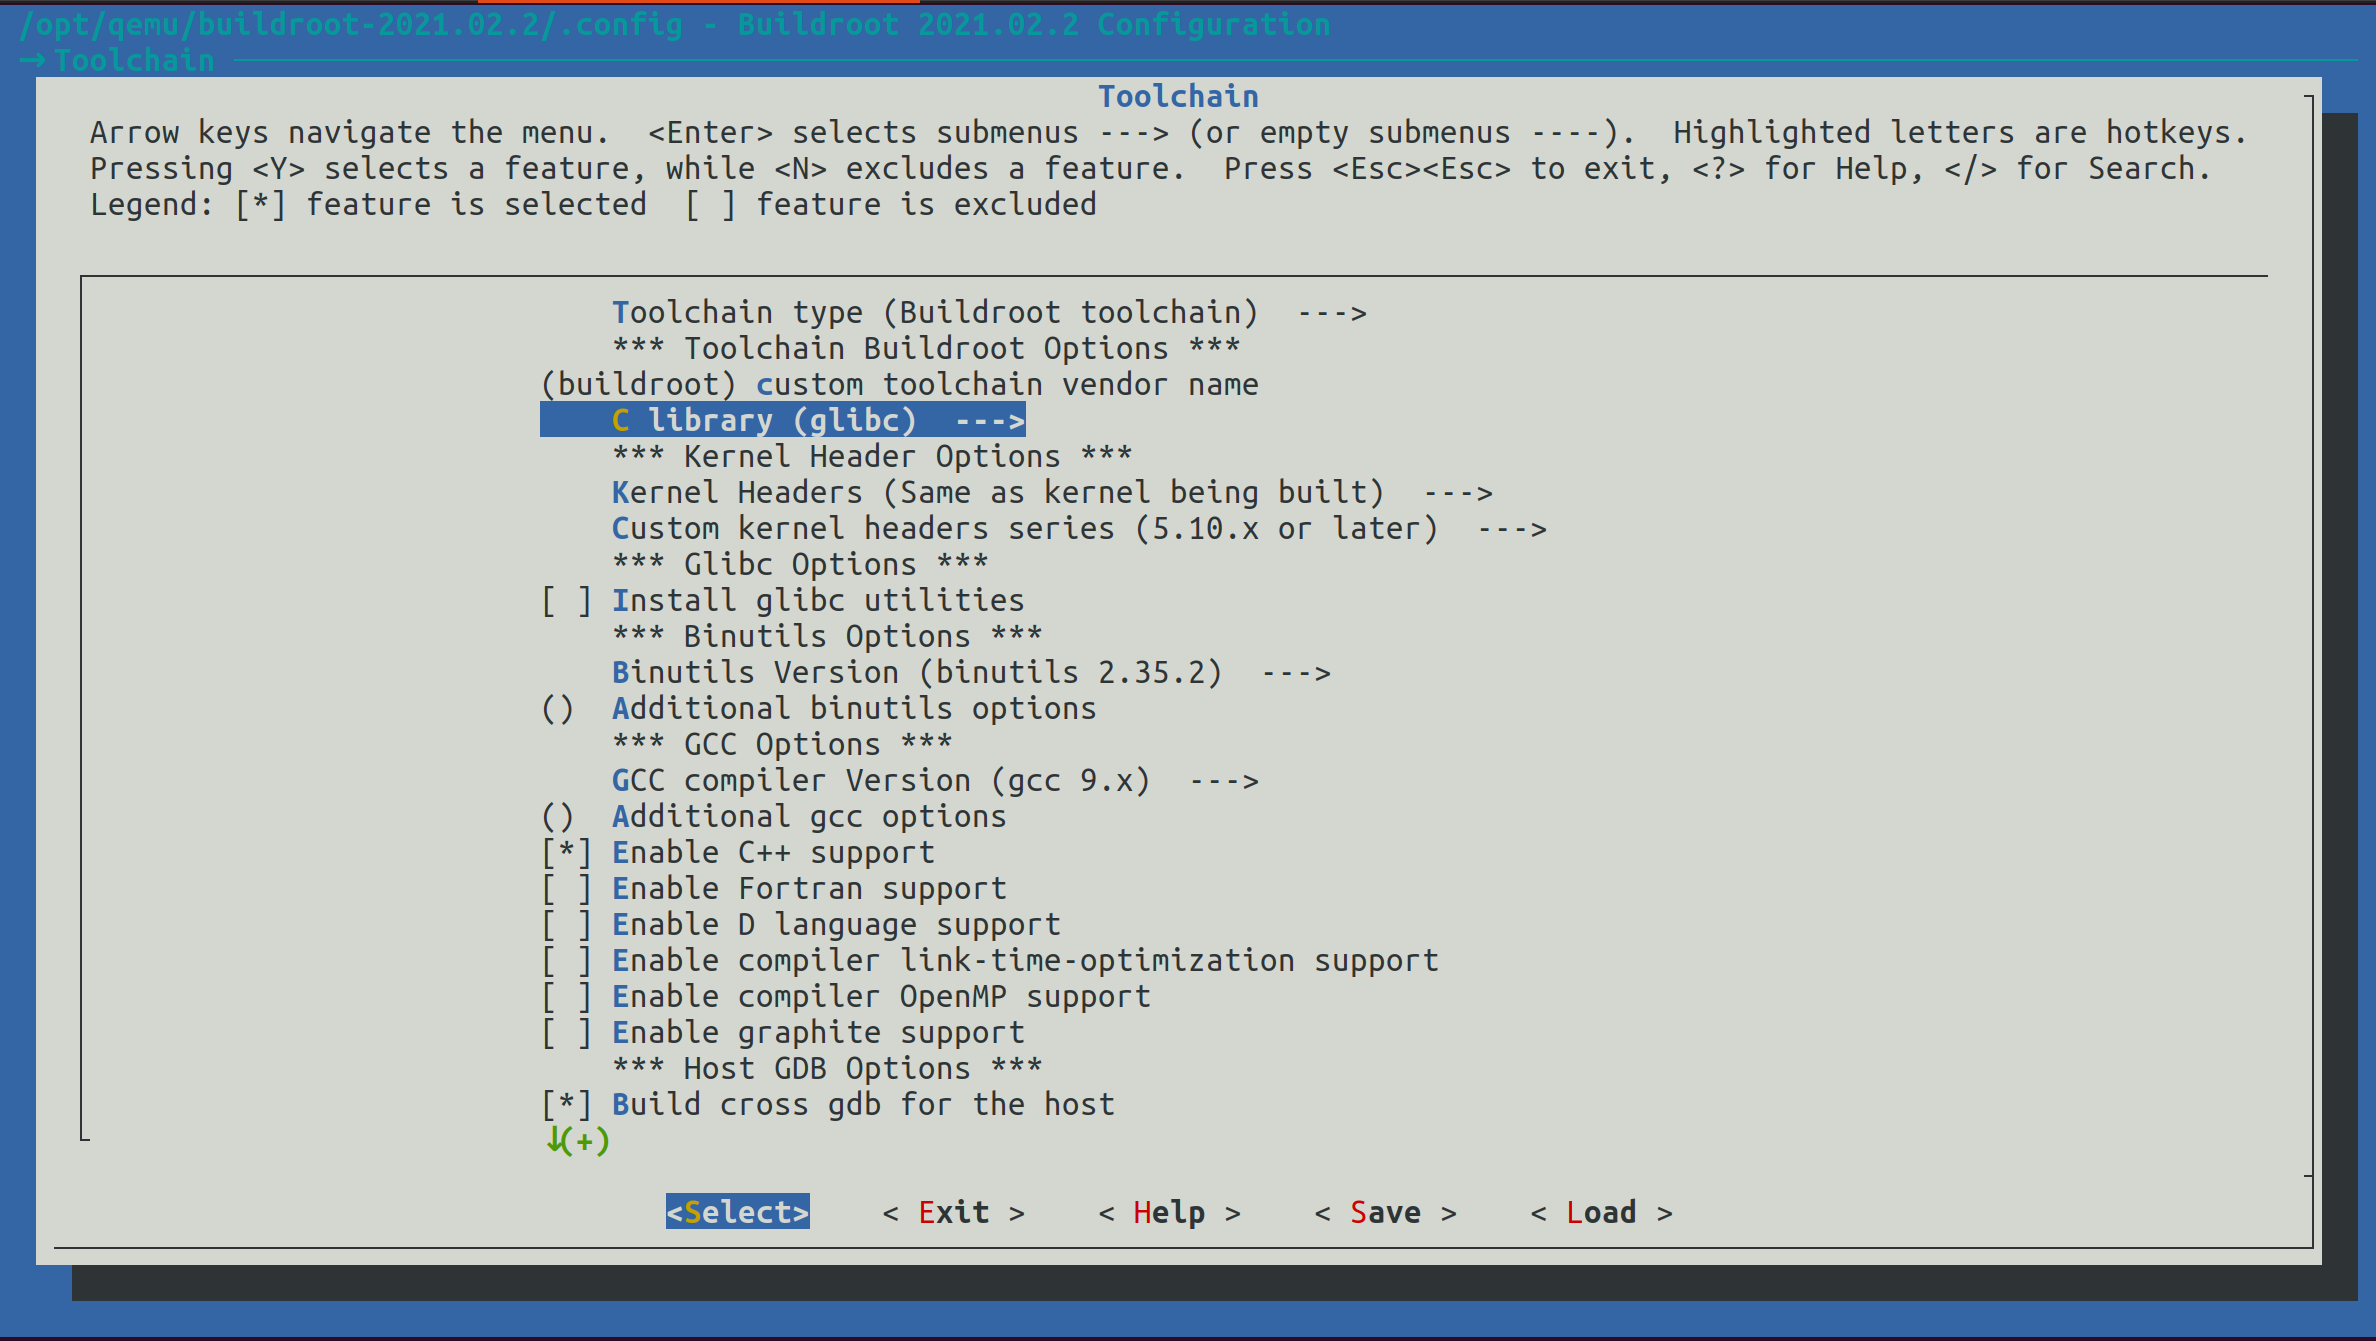 /opt/qemu/buildroot-2021.02.2/.config - Buildroot 2021.02.2 Configuration
→ Toolchain
Toolchain
Arrow keys navigate the menu.  <Enter> selects submenus ---> (or empty submenus ----).  Highlighted letters are hotkeys.
Pressing <Y> selects a feature, while <N> excludes a feature.  Press <Esc><Esc> to exit, <?> for Help, </> for Search.
Legend: [*] feature is selected  [ ] feature is excluded
Toolchain type (Buildroot toolchain)  --->
*** Toolchain Buildroot Options ***
(buildroot) custom toolchain vendor name
C library (glibc)  --->
*** Kernel Header Options ***
Kernel Headers (Same as kernel being built)  --->
Custom kernel headers series (5.10.x or later)  --->
*** Glibc Options ***
[ ] Install glibc utilities
*** Binutils Options ***
Binutils Version (binutils 2.35.2)  --->
()  Additional binutils options
*** GCC Options ***
GCC compiler Version (gcc 9.x)  --->
()  Additional gcc options
[*] Enable C++ support
[ ] Enable Fortran support
[ ] Enable D language support
[ ] Enable compiler link-time-optimization support
[ ] Enable compiler OpenMP support
[ ] Enable graphite support
*** Host GDB Options ***
[*] Build cross gdb for the host
↓(+)
<Select>    < Exit >    < Help >    < Save >    < Load >